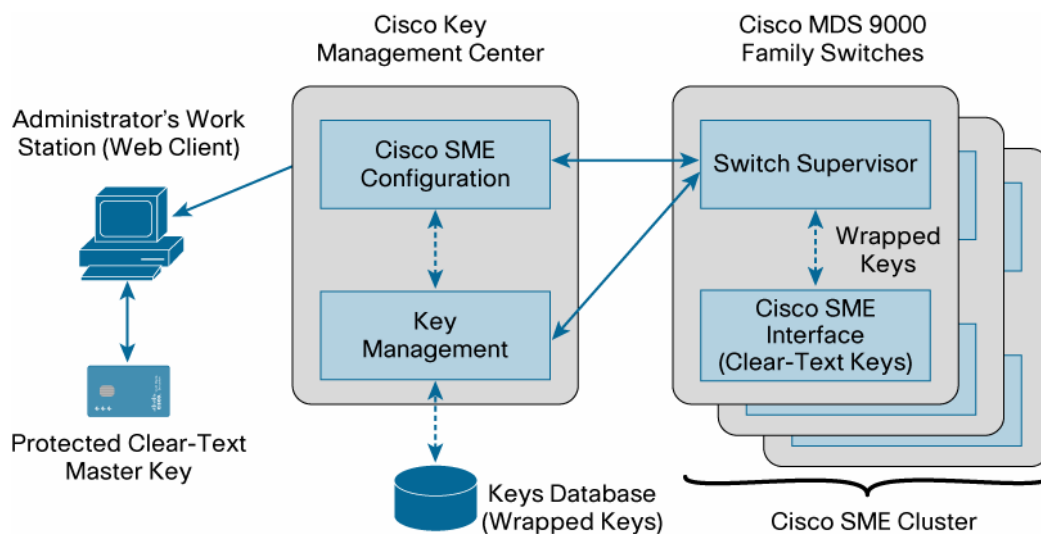 Cisco Key
Management Center
Cisco MDS 9000
Family Switches
Administrator's Work
Station (Web Client)
Cisco SME
Configuration
Switch Supervisor
Wrapped
Keys
Key
Management
Cisco SME
Interface
(Clear-Text Keys)
Protected Clear-Text
Master Key
Keys Database
(Wrapped Keys)
Cisco SME Cluster